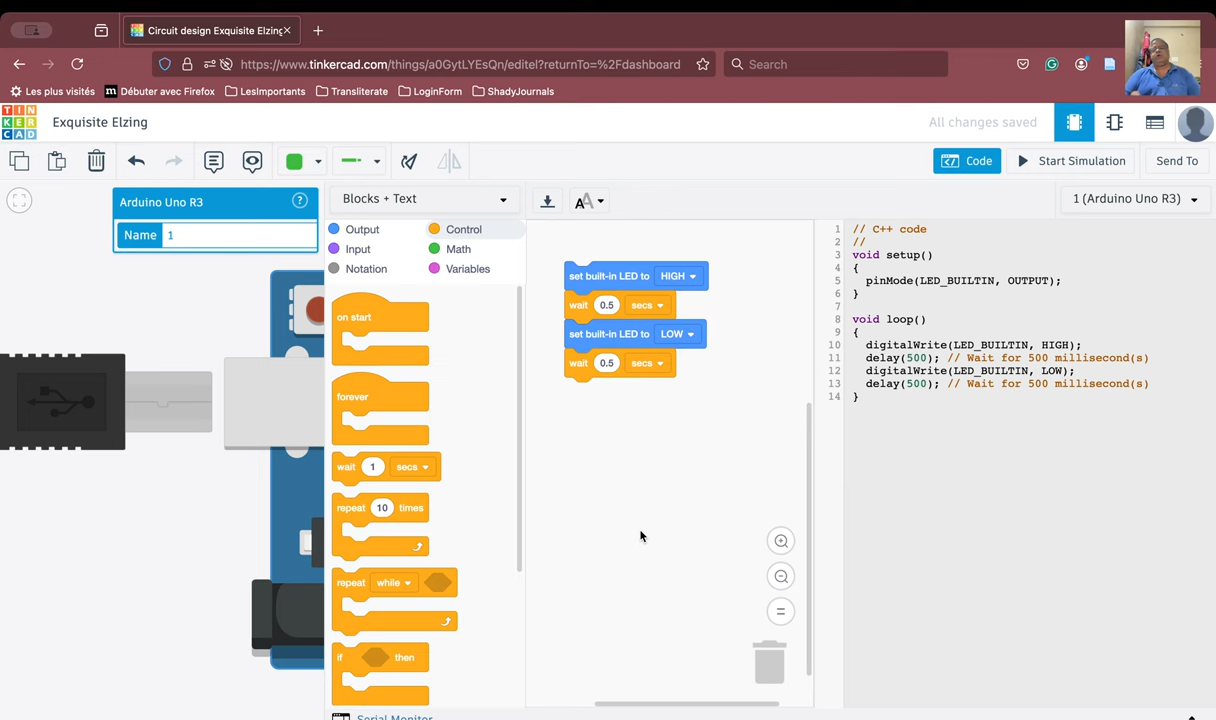 Circuit design Exquisite Elzing
https://www.tinkercad.com/things/a0GytLYEsQn/editel?returnTo=%2Fdashboard
Search
Les plus visités
Débuter avec Firefox
LesImportants
Transliterate
LoginForm
ShadyJournals
TIN
KER
CAD
Exquisite Elzing
All changes saved
Code
Start Simulation
Send To
Arduino Uno R3
Name 1
Blocks + Text
1 (Arduino Uno R3)
Output
Control
Input
Math
Notation
Variables
on start
forever
wait 1 secs
repeat 10 times
repeat while
if then
set built-in LED to HIGH
wait 0.5 secs
set built-in LED to LOW
wait 0.5 secs
1 // C++ code
2 //
3 void setup()
4 {
5 pinMode(LED_BUILTIN, OUTPUT);
6 }
7
8 void loop()
9 {
10 digitalWrite(LED_BUILTIN, HIGH);
11 delay(500); // Wait for 500 millisecond(s)
12 digitalWrite(LED_BUILTIN, LOW);
13 delay(500); // Wait for 500 millisecond(s)
14 }
Serial Monitor